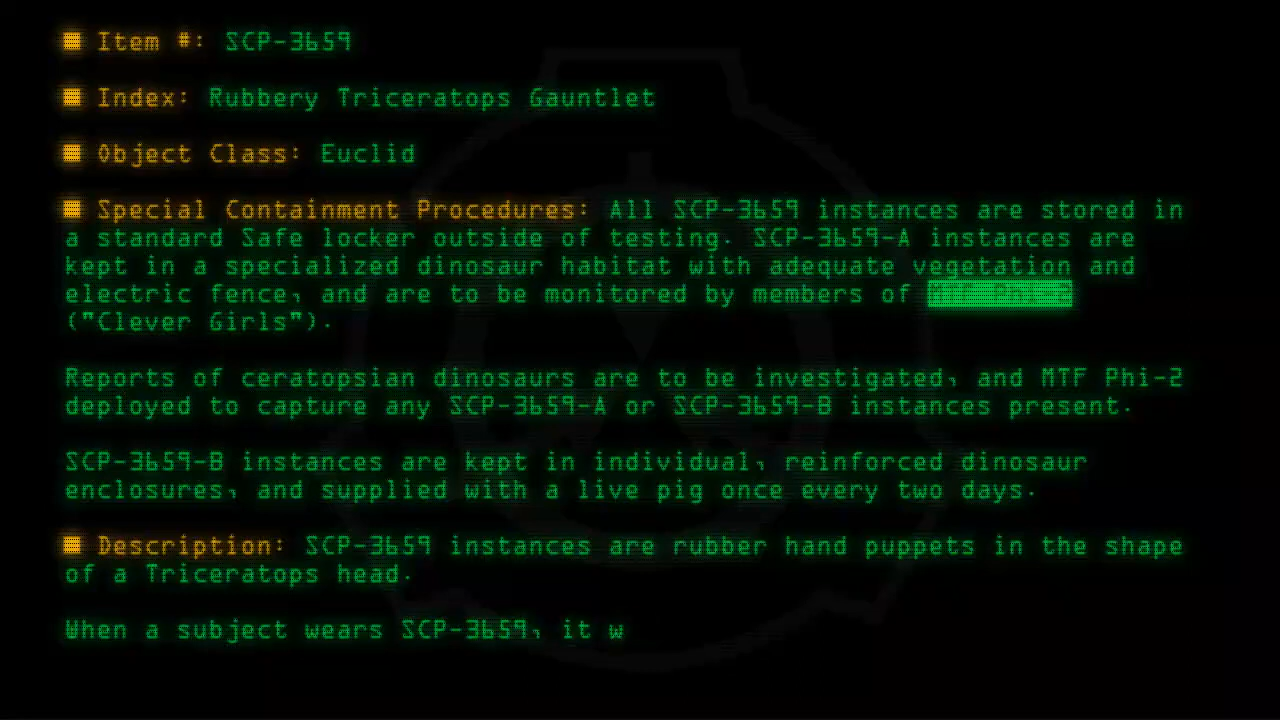 Item #: SCP-3659
Index: Rubbery Triceratops Gauntlet
Object Class: Euclid
Special Containment Procedures: All SCP-3659 instances are stored in
a standard Safe locker outside of testing. SCP-3659-A instances are
kept in a specialized dinosaur habitat with adequate vegetation and
electric fence, and are to be monitored by members of MTF Phi-2
("Clever Girls").
Reports of ceratopsian dinosaurs are to be investigated, and MTF Phi-2
deployed to capture any SCP-3659-A or SCP-3659-B instances present.
SCP-3659-B instances are kept in individual, reinforced dinosaur
enclosures, and supplied with a live pig once every two days.
Description: SCP-3659 instances are rubber hand puppets in the shape
of a Triceratops head.
When a subject wears SCP-3659, it w